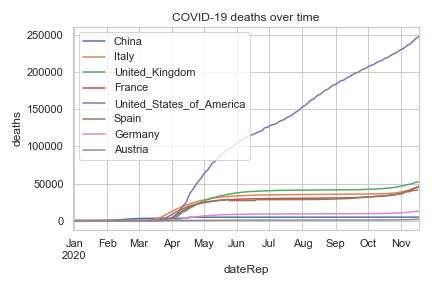 COVID-19 deaths over time
250000
200000
150000
100000
50000
0
deaths
China
Italy
United_Kingdom
France
United_States_of_America
Spain
Germany
Austria
Jan Feb Mar Apr May Jun Jul Aug Sep Oct Nov
2020
dateRep